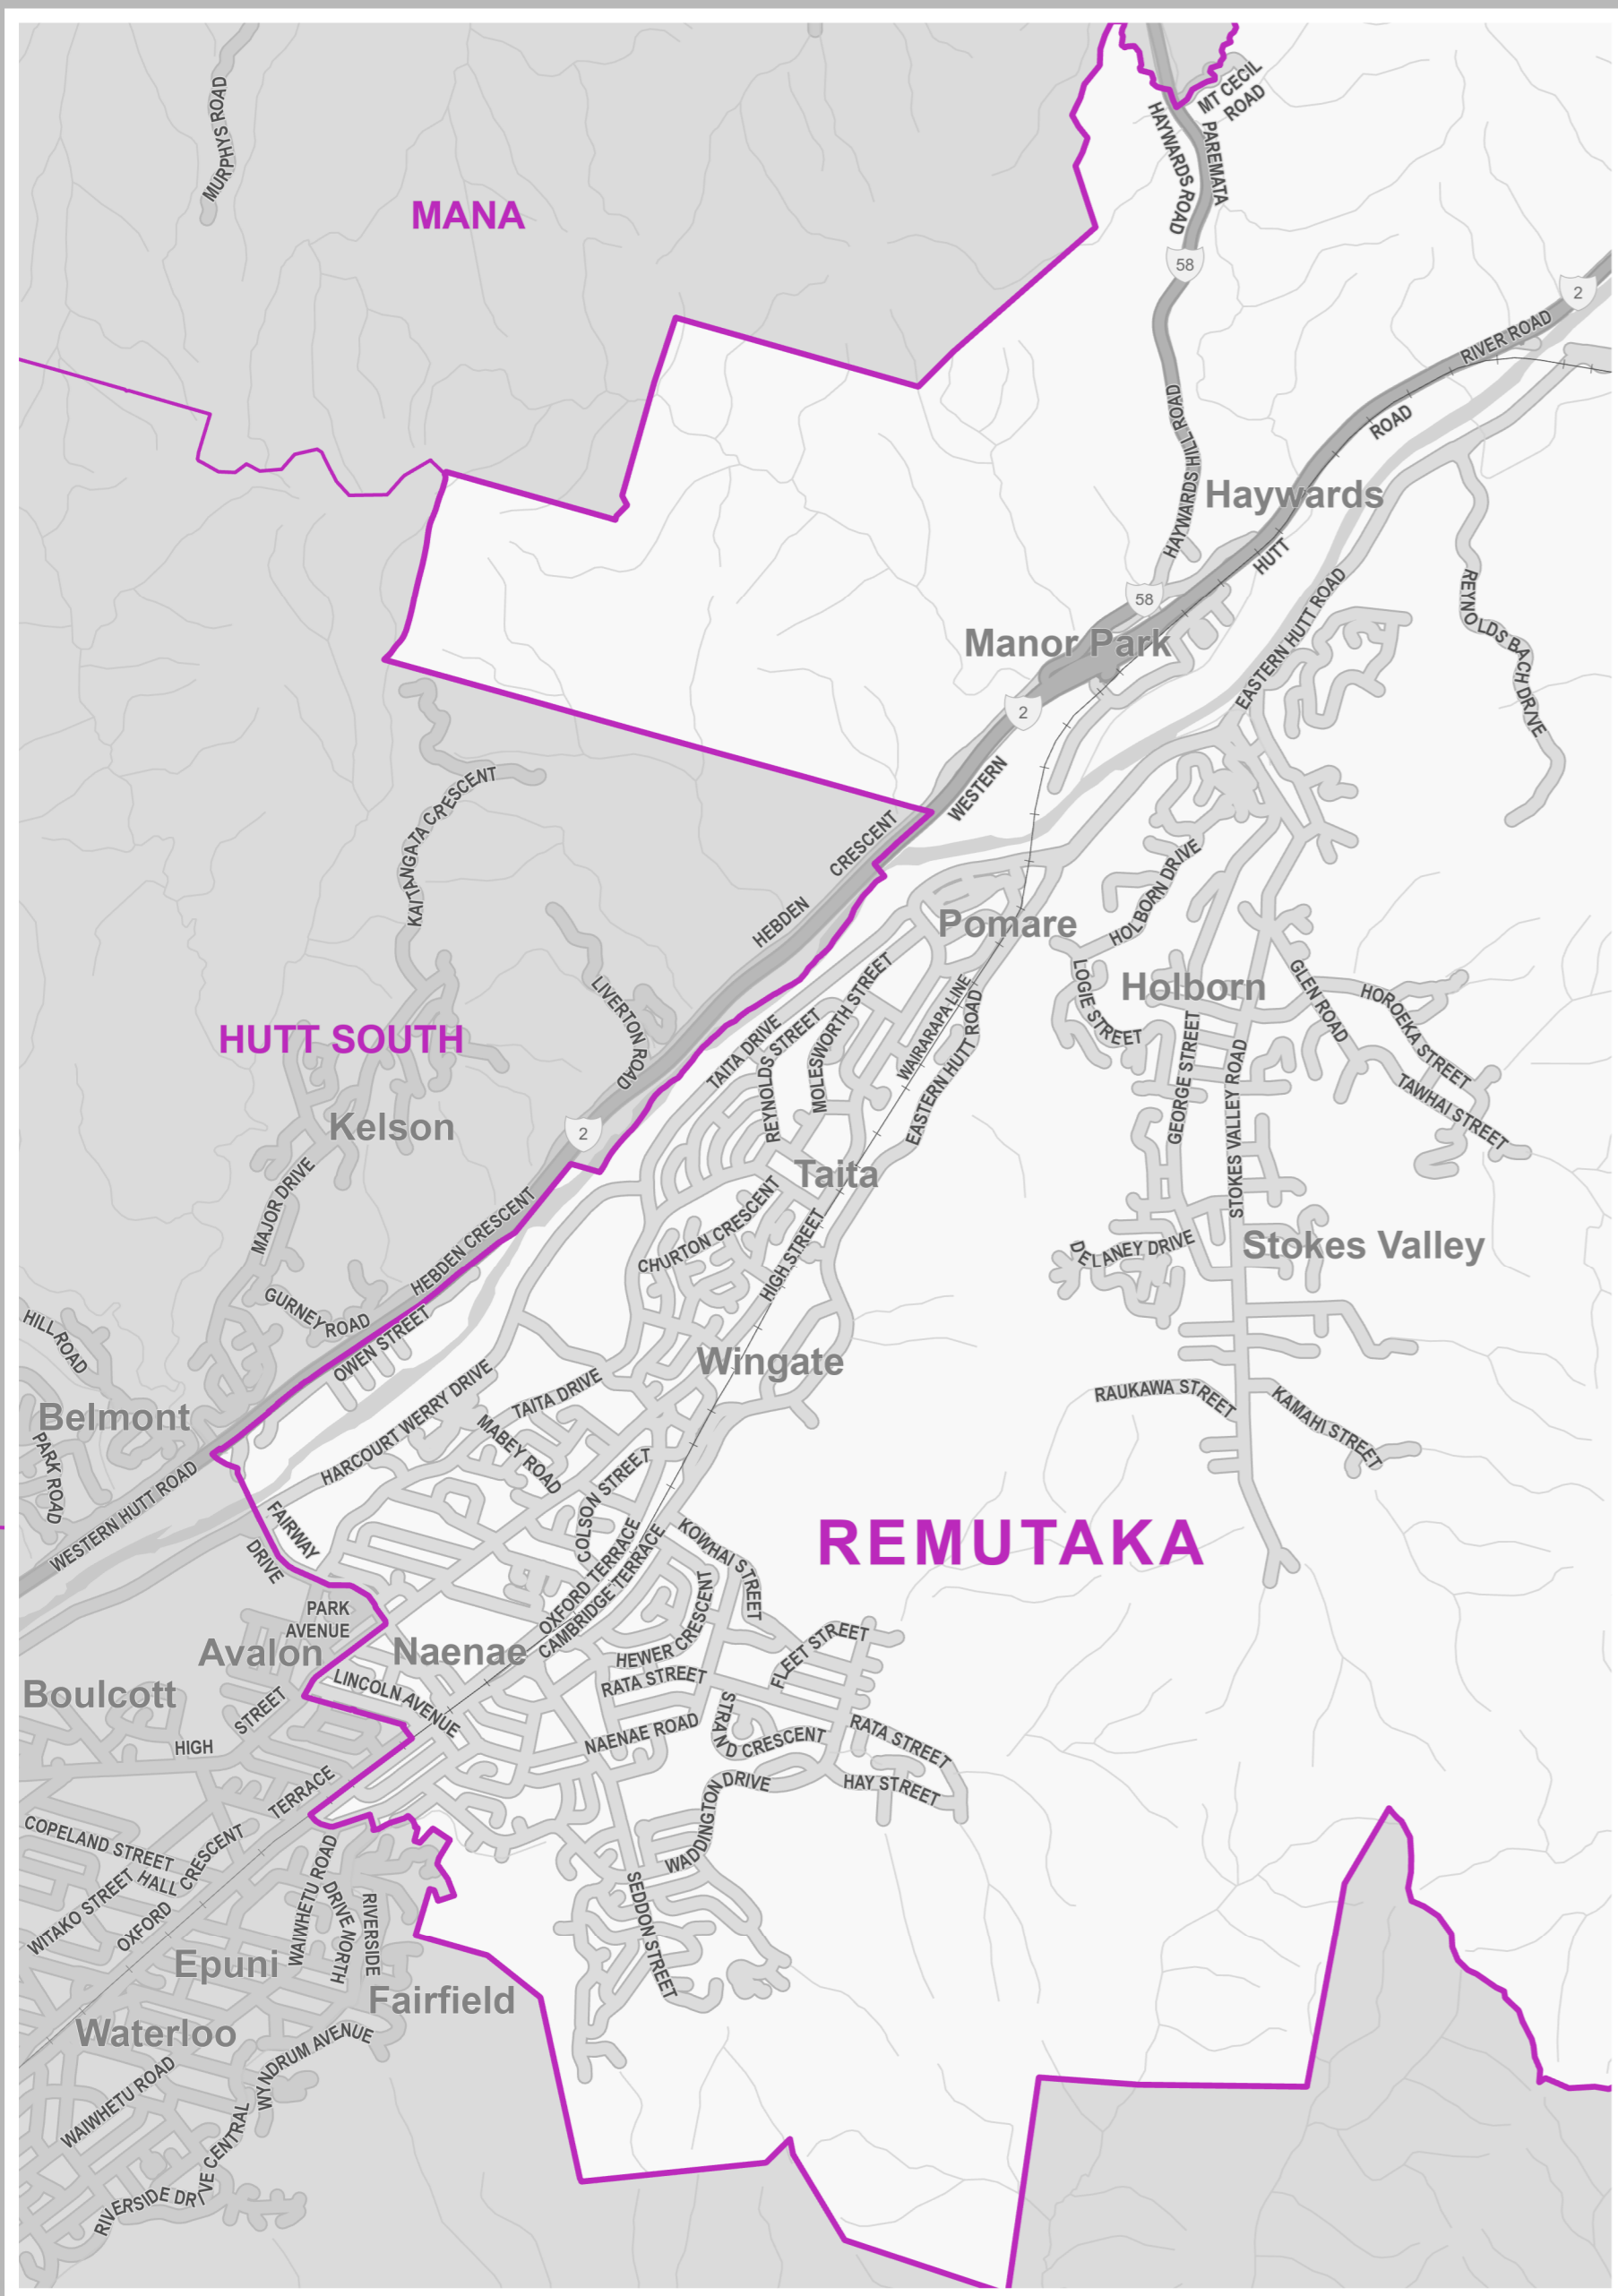 MURPHYS ROAD
MANA
MT CECIL
ROAD
HAYWARDS ROAD
PAREMATA
58
2
RIVER ROAD
HAYWARDS HILL ROAD
ROAD
Haywards
HUTT
58
REYNOLDS BACH DRIVE
EASTERN HUTT ROAD
Manor Park
2
WESTERN
KAITANGATA CRESCENT
HEBDEN CRESCENT
HOLBORN DRIVE
Pomare
LIVERTON ROAD
LOGIE STREET
Holborn
GLEN ROAD
HOROEKA STREET
HUTT SOUTH
TAITA DRIVE
REYNOLDS STREET
MOLESWORTH STREET
WAIRARAPA LINE
EASTERN HUTT ROAD
GEORGE STREET
STOKES VALLEY ROAD
TAWHAI STREET
Kelson
2
Taita
MAJOR DRIVE
CHURTON CRESCENT
HIGH STREET
DELANEY DRIVE
Stokes Valley
HEBDEN CRESCENT
GURNEY ROAD
OWEN STREET
HILL ROAD
Wingate
HARCOURT WERRY DRIVE
TAITA DRIVE
RAUKAWA STREET
KAMAHI STREET
Belmont
MABEY ROAD
PARK ROAD
COLSON STREET
WESTERN HUTT ROAD
FAIRWAY
DRIVE
OXFORD TERRACE
CAMBRIDGE TERRACE
KOWHAI STREET
REMUTAKA
PARK
AVENUE
Avalon
Naenae
HEWER CRESCENT
FLEET STREET
RATA STREET
LINCOLN AVENUE
Boulcott
STREET
HIGH
NAENAE ROAD
STRAND CRESCENT
RATA STREET
HAY STREET
WADDINGTON DRIVE
TERRACE
COPELAND STREET
HALL CRESCENT
WITAKO STREET
OXFORD
WAIWHETU ROAD
RIVERSIDE
DRIVE NORTH
SEDDON STREET
Epuni
Fairfield
Waterloo
WYNDRUM AVENUE
WAIWHETU ROAD
RIVERSIDE DRIVE CENTRAL